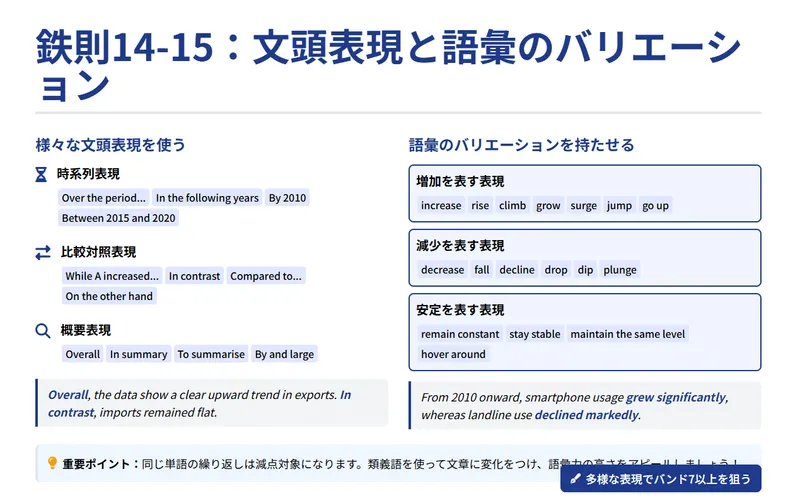 鉄則14-15：文頭表現と語彙のバリエーシ
ョン
様々な文頭表現を使う
時系列表現
Over the period... In the following years By 2010
Between 2015 and 2020
比較対照表現
While A increased... In contrast Compared to...
On the other hand
概要表現
Overall In summary To summarise By and large
Overall, the data show a clear upward trend in exports. In
contrast, imports remained flat.
語彙のバリエーションを持たせる
増加を表す表現
increase rise climb grow surge jump go up
減少を表す表現
decrease fall decline drop dip plunge
安定を表す表現
remain constant stay stable maintain the same level
hover around
From 2010 onward, smartphone usage grew significantly,
whereas landline use declined markedly.
重要ポイント：同じ単語の繰り返しは減点対象になります。類義語を使って文章に変化をつけ、語彙力の高さをアピールしましょう！
多様な表現でバンド7以上を狙う